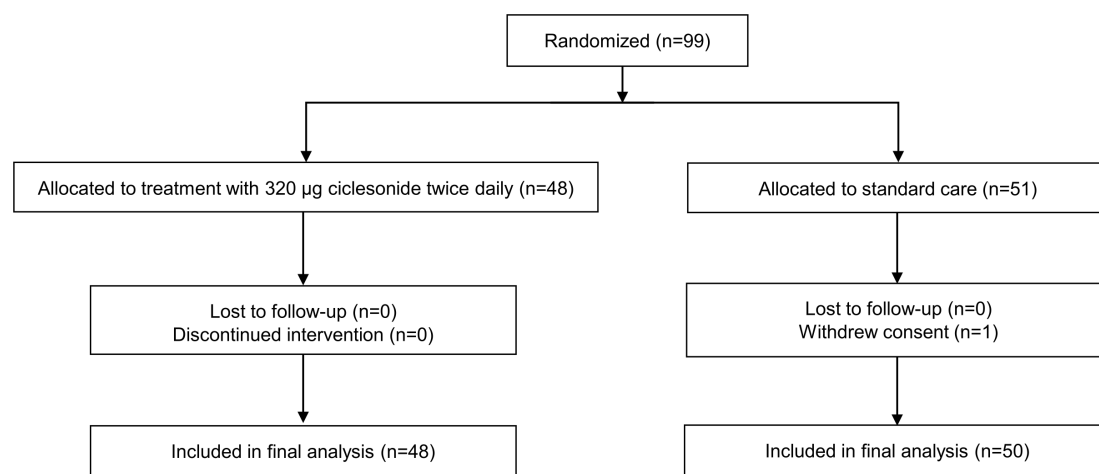 Randomized (n=99)
Allocated to treatment with 320 µg ciclesonide twice daily (n=48)
Allocated to standard care (n=51)
Lost to follow-up (n=0)
Discontinued intervention (n=0)
Lost to follow-up (n=0)
Withdrew consent (n=1)
Included in final analysis (n=48)
Included in final analysis (n=50)